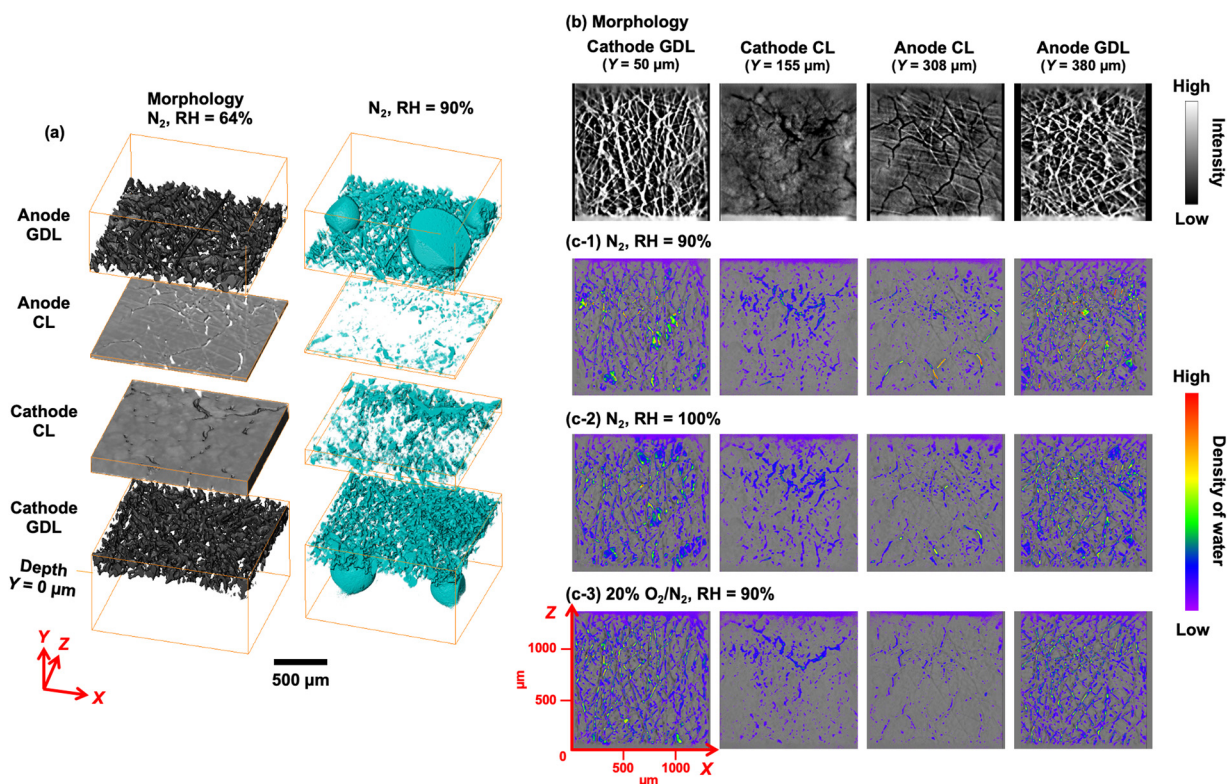 (a)
Morphology
N₂, RH = 64%
N₂, RH = 90%
Anode
GDL
Anode
CL
Cathode
CL
Cathode
GDL
Depth
Y = 0 µm
Y
Z
X
500 µm
(b) Morphology
Cathode GDL
(Y = 50 µm)
Cathode CL
(Y = 155 µm)
Anode CL
(Y = 308 µm)
Anode GDL
(Y = 380 µm)
High
Intensity
Low
(c-1) N₂, RH = 90%
(c-2) N₂, RH = 100%
(c-3) 20% O₂/N₂, RH = 90%
High
Density of water
Low
Z
1000
µm
500
0
500
1000
X
µm